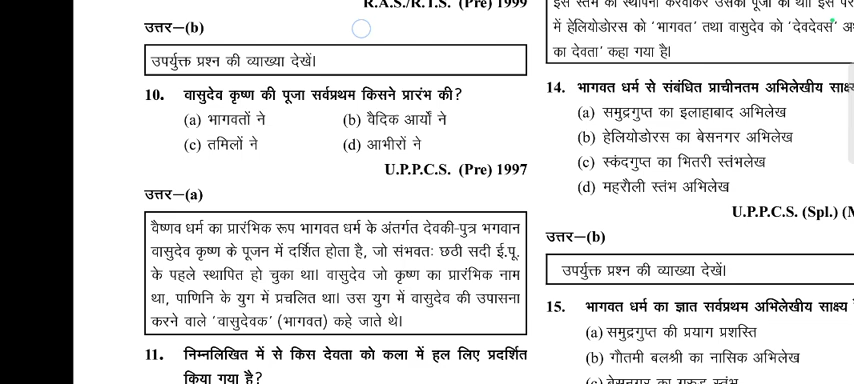 R.A.S./R.T.S. (Pre) 1999
उत्तर–(b)
उपर्युक्त प्रश्न की व्याख्या देखें।
10. वासुदेव कृष्ण की पूजा सर्वप्रथम किसने प्रारंभ की?
(a) भागवतों ने (b) वैदिक आर्यों ने
(c) तमिलों ने (d) आभीरों ने
U.P.P.C.S. (Pre) 1997
उत्तर–(a)
वैष्णव धर्म का प्रारंभिक रूप भागवत धर्म के अंतर्गत देवकी-पुत्र भगवान
वासुदेव कृष्ण के पूजन में दर्शित होता है, जो संभवतः छठी सदी ई.पू.
के पहले स्थापित हो चुका था। वासुदेव जो कृष्ण का प्रारंभिक नाम
था, पाणिनि के युग में प्रचलित था। उस युग में वासुदेव की उपासना
करने वाले 'वासुदेवक' (भागवत) कहे जाते थे।
11. निम्नलिखित में से किस देवता को कला में हल लिए प्रदर्शित
किया गया है?
इस स्तंभ की स्थापना करवाकर उसकी पूजा की थी। इस
में हेलियोडोरस को 'भागवत' तथा वासुदेव को 'देवदेवस'
का देवता' कहा गया है।
14. भागवत धर्म से संबंधित प्राचीनतम अभिलेखीय
(a) समुद्रगुप्त का इलाहाबाद अभिलेख
(b) हेलियोडोरस का बेसनगर अभिलेख
(c) स्कंदगुप्त का भितरी स्तंभलेख
(d) महरौली स्तंभ अभिलेख
U.P.P.C.S. (Spl.)
उत्तर–(b)
उपर्युक्त प्रश्न की व्याख्या देखें।
15. भागवत धर्म का ज्ञात सर्वप्रथम अभिलेखीय साक्ष्य
(a) समुद्रगुप्त की प्रयाग प्रशस्ति
(b) गौतमी बलश्री का नासिक अभिलेख
(c) बेसनगर का गरुड़ स्तंभ